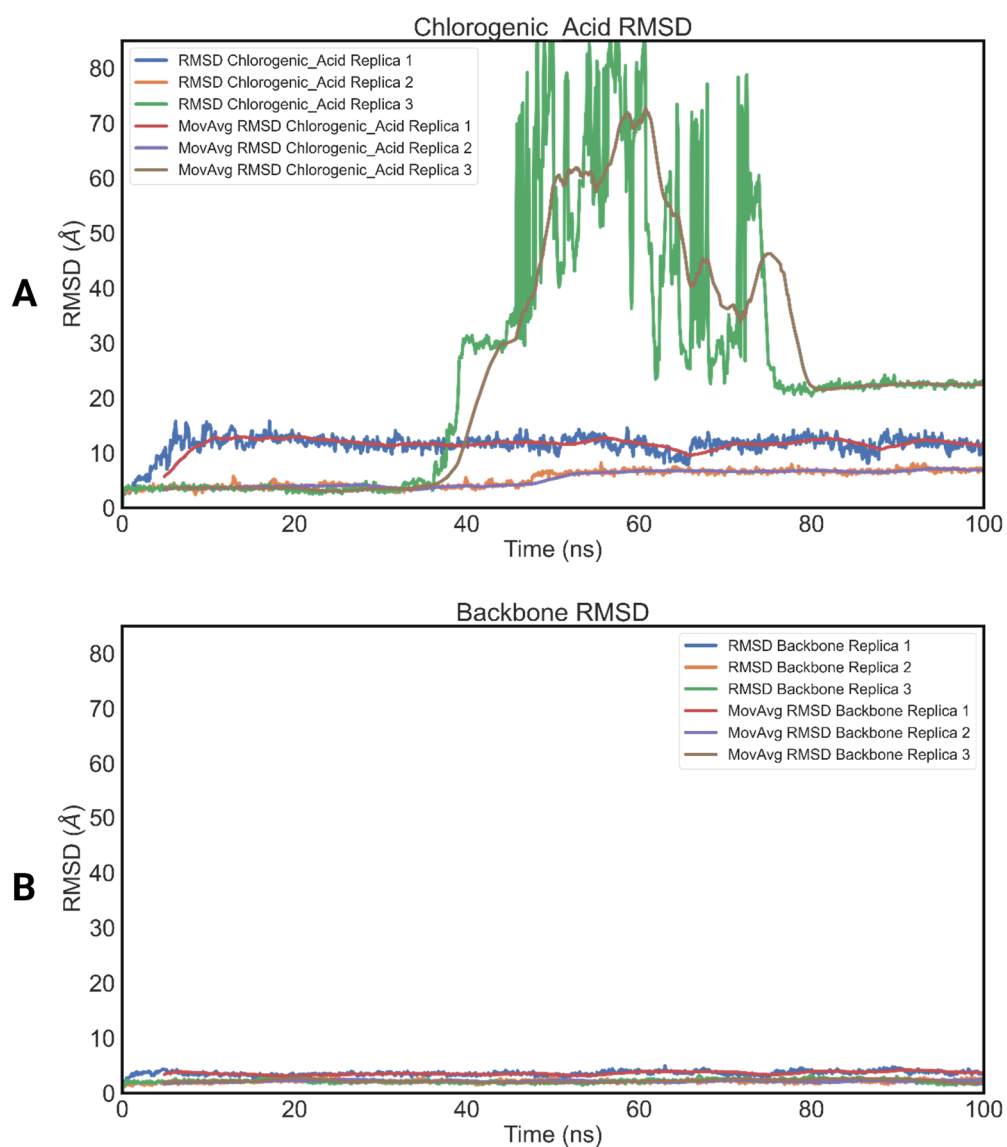 Chlorogenic Acid RMSD
A
RMSD (Å)
80
70
60
50
40
30
20
10
0
RMSD Chlorogenic_Acid Replica 1
RMSD Chlorogenic_Acid Replica 2
RMSD Chlorogenic_Acid Replica 3
MovAvg RMSD Chlorogenic_Acid Replica 1
MovAvg RMSD Chlorogenic_Acid Replica 2
MovAvg RMSD Chlorogenic_Acid Replica 3
0 20 40 60 80 100
Time (ns)
Backbone RMSD
B
RMSD (Å)
80
70
60
50
40
30
20
10
0
RMSD Backbone Replica 1
RMSD Backbone Replica 2
RMSD Backbone Replica 3
MovAvg RMSD Backbone Replica 1
MovAvg RMSD Backbone Replica 2
MovAvg RMSD Backbone Replica 3
0 20 40 60 80 100
Time (ns)